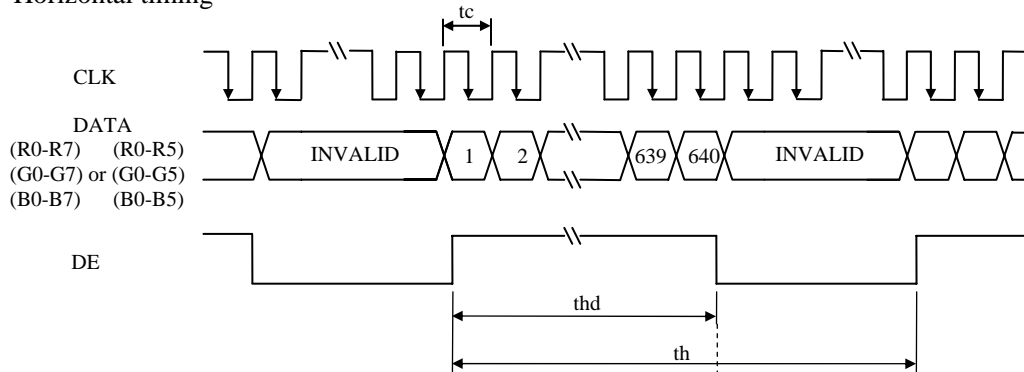 Horizontal timing
tc
CLK
DATA
(R0-R7) (R0-R5)
(G0-G7) or (G0-G5)
(B0-B7) (B0-B5)
INVALID 1 2 639 640 INVALID
DE
thd
th